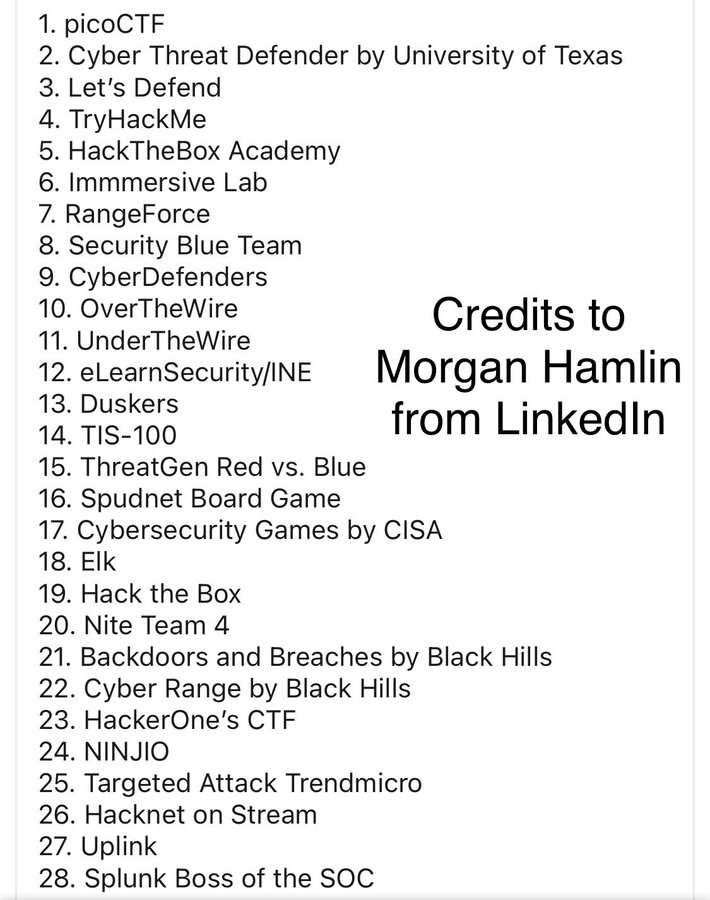 1. picoCTF
2. Cyber Threat Defender by University of Texas
3. Let’s Defend
4. TryHackMe
5. HackTheBox Academy
6. Immmersive Lab
7. RangeForce
8. Security Blue Team
9. CyberDefenders
10. OverTheWire
11. UnderTheWire
12. eLearnSecurity/INE
13. Duskers
14. TIS-100
15. ThreatGen Red vs. Blue
16. Spudnet Board Game
17. Cybersecurity Games by CISA
18. Elk
19. Hack the Box
20. Nite Team 4
21. Backdoors and Breaches by Black Hills
22. Cyber Range by Black Hills
23. HackerOne’s CTF
24. NINJIO
25. Targeted Attack Trendmicro
26. Hacknet on Stream
27. Uplink
28. Splunk Boss of the SOC
Credits to
Morgan Hamlin
from LinkedIn